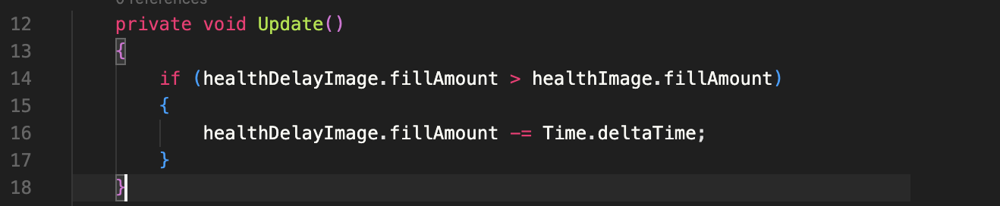 0 references
12 private void Update()
13 {
14 if (healthDelayImage.fillAmount > healthImage.fillAmount)
15 {
16 healthDelayImage.fillAmount -= Time.deltaTime;
17 }
18 }